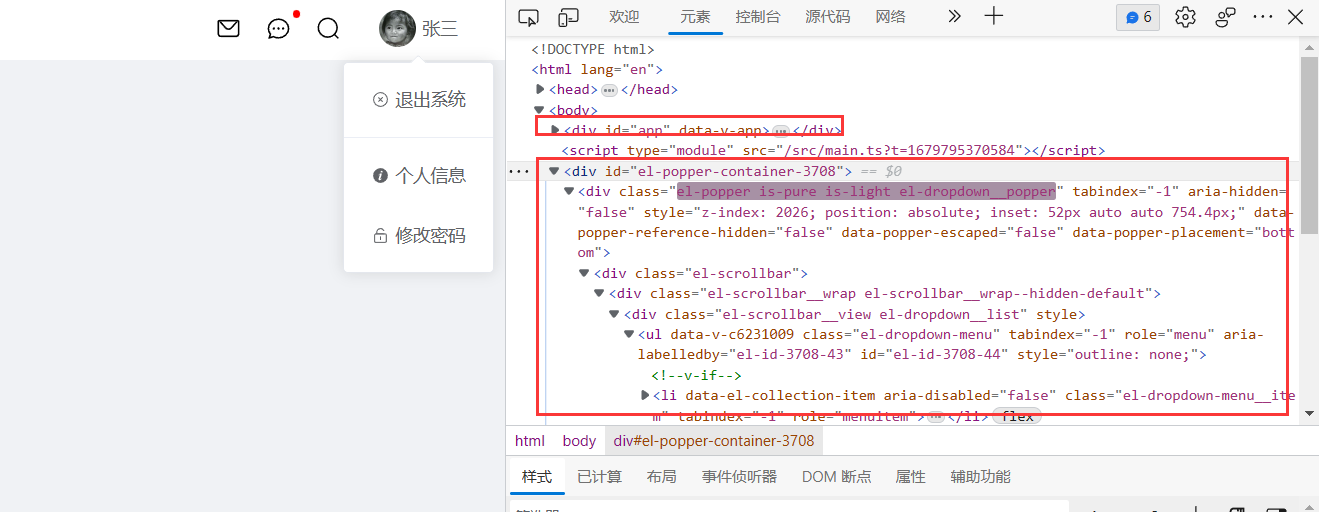 张三
退出系统
个人信息
修改密码
欢迎 元素 控制台 源代码 网络 6
<!DOCTYPE html>
<html lang="en">
<head>…</head>
<body>
<div id="app" data-v-app>…</div>
<script type="module" src="/src/main.ts?t=1679795370584"></script>
… <div id="el-popper-container-3708"> == $0
<div class="el-popper is-pure is-light el-dropdown__popper" tabindex="-1" aria-hidden=
"false" style="z-index: 2026; position: absolute; inset: 52px auto auto 754.4px;" data-
popper-reference-hidden="false" data-popper-escaped="false" data-popper-placement="bott
om">
<div class="el-scrollbar">
<div class="el-scrollbar__wrap el-scrollbar__wrap--hidden-default">
<div class="el-scrollbar__view el-dropdown__list" style>
<ul data-v-c6231009 class="el-dropdown-menu" tabindex="-1" role="menu" aria-
labelledby="el-id-3708-43" id="el-id-3708-44" style="outline: none;">
<!--v-if-->
<li data-el-collection-item aria-disabled="false" class="el-dropdown-menu__ite
m" tabindex="-1" role="menuitem">…</li> flex
html body div#el-popper-container-3708
样式 已计算 布局 事件侦听器 DOM 断点 属性 辅助功能